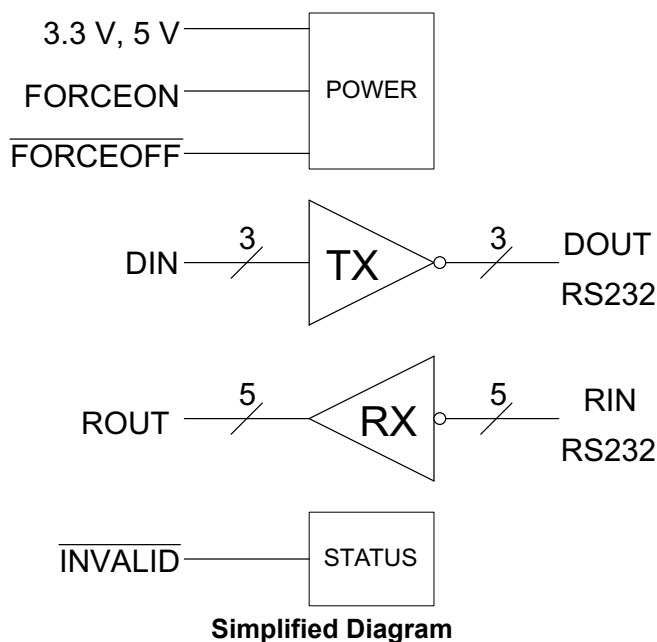 3.3 V, 5 V
POWER
FORCEON
FORCEOFF
DIN
3
TX
3
DOUT
RS232
ROUT
5
RX
5
RIN
RS232
INVALID
STATUS
Simplified Diagram